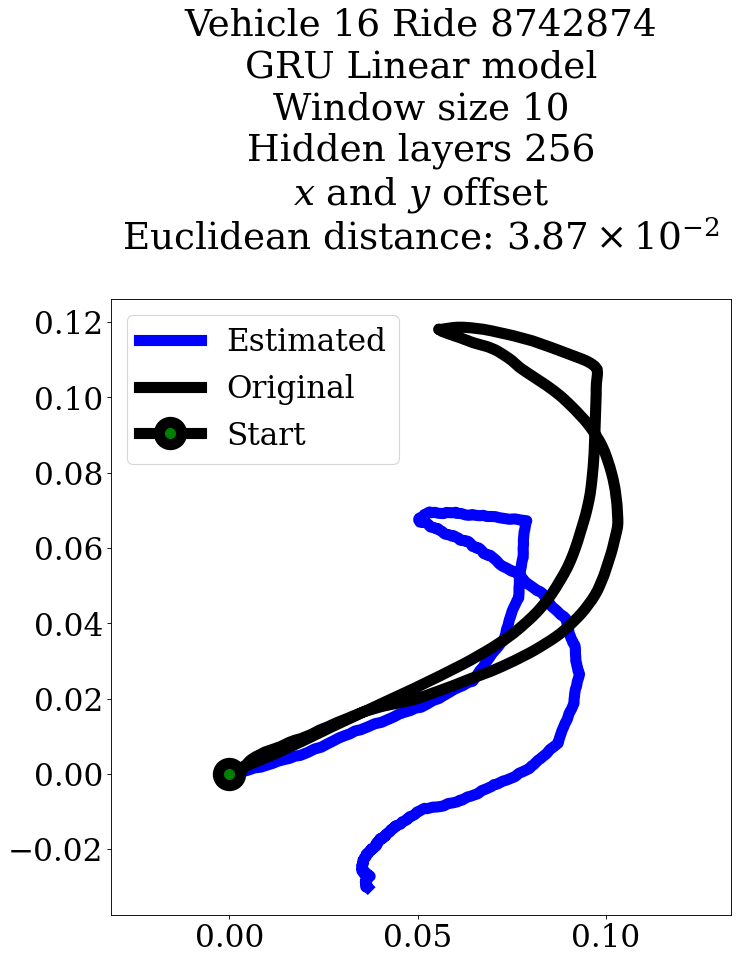 Vehicle 16 Ride 8742874
GRU Linear model
Window size 10
Hidden layers 256
x and y offset
Euclidean distance: 3.87 × 10⁻²
Estimated
Original
Start
0.12
0.10
0.08
0.06
0.04
0.02
0.00
−0.02
0.00 0.05 0.10